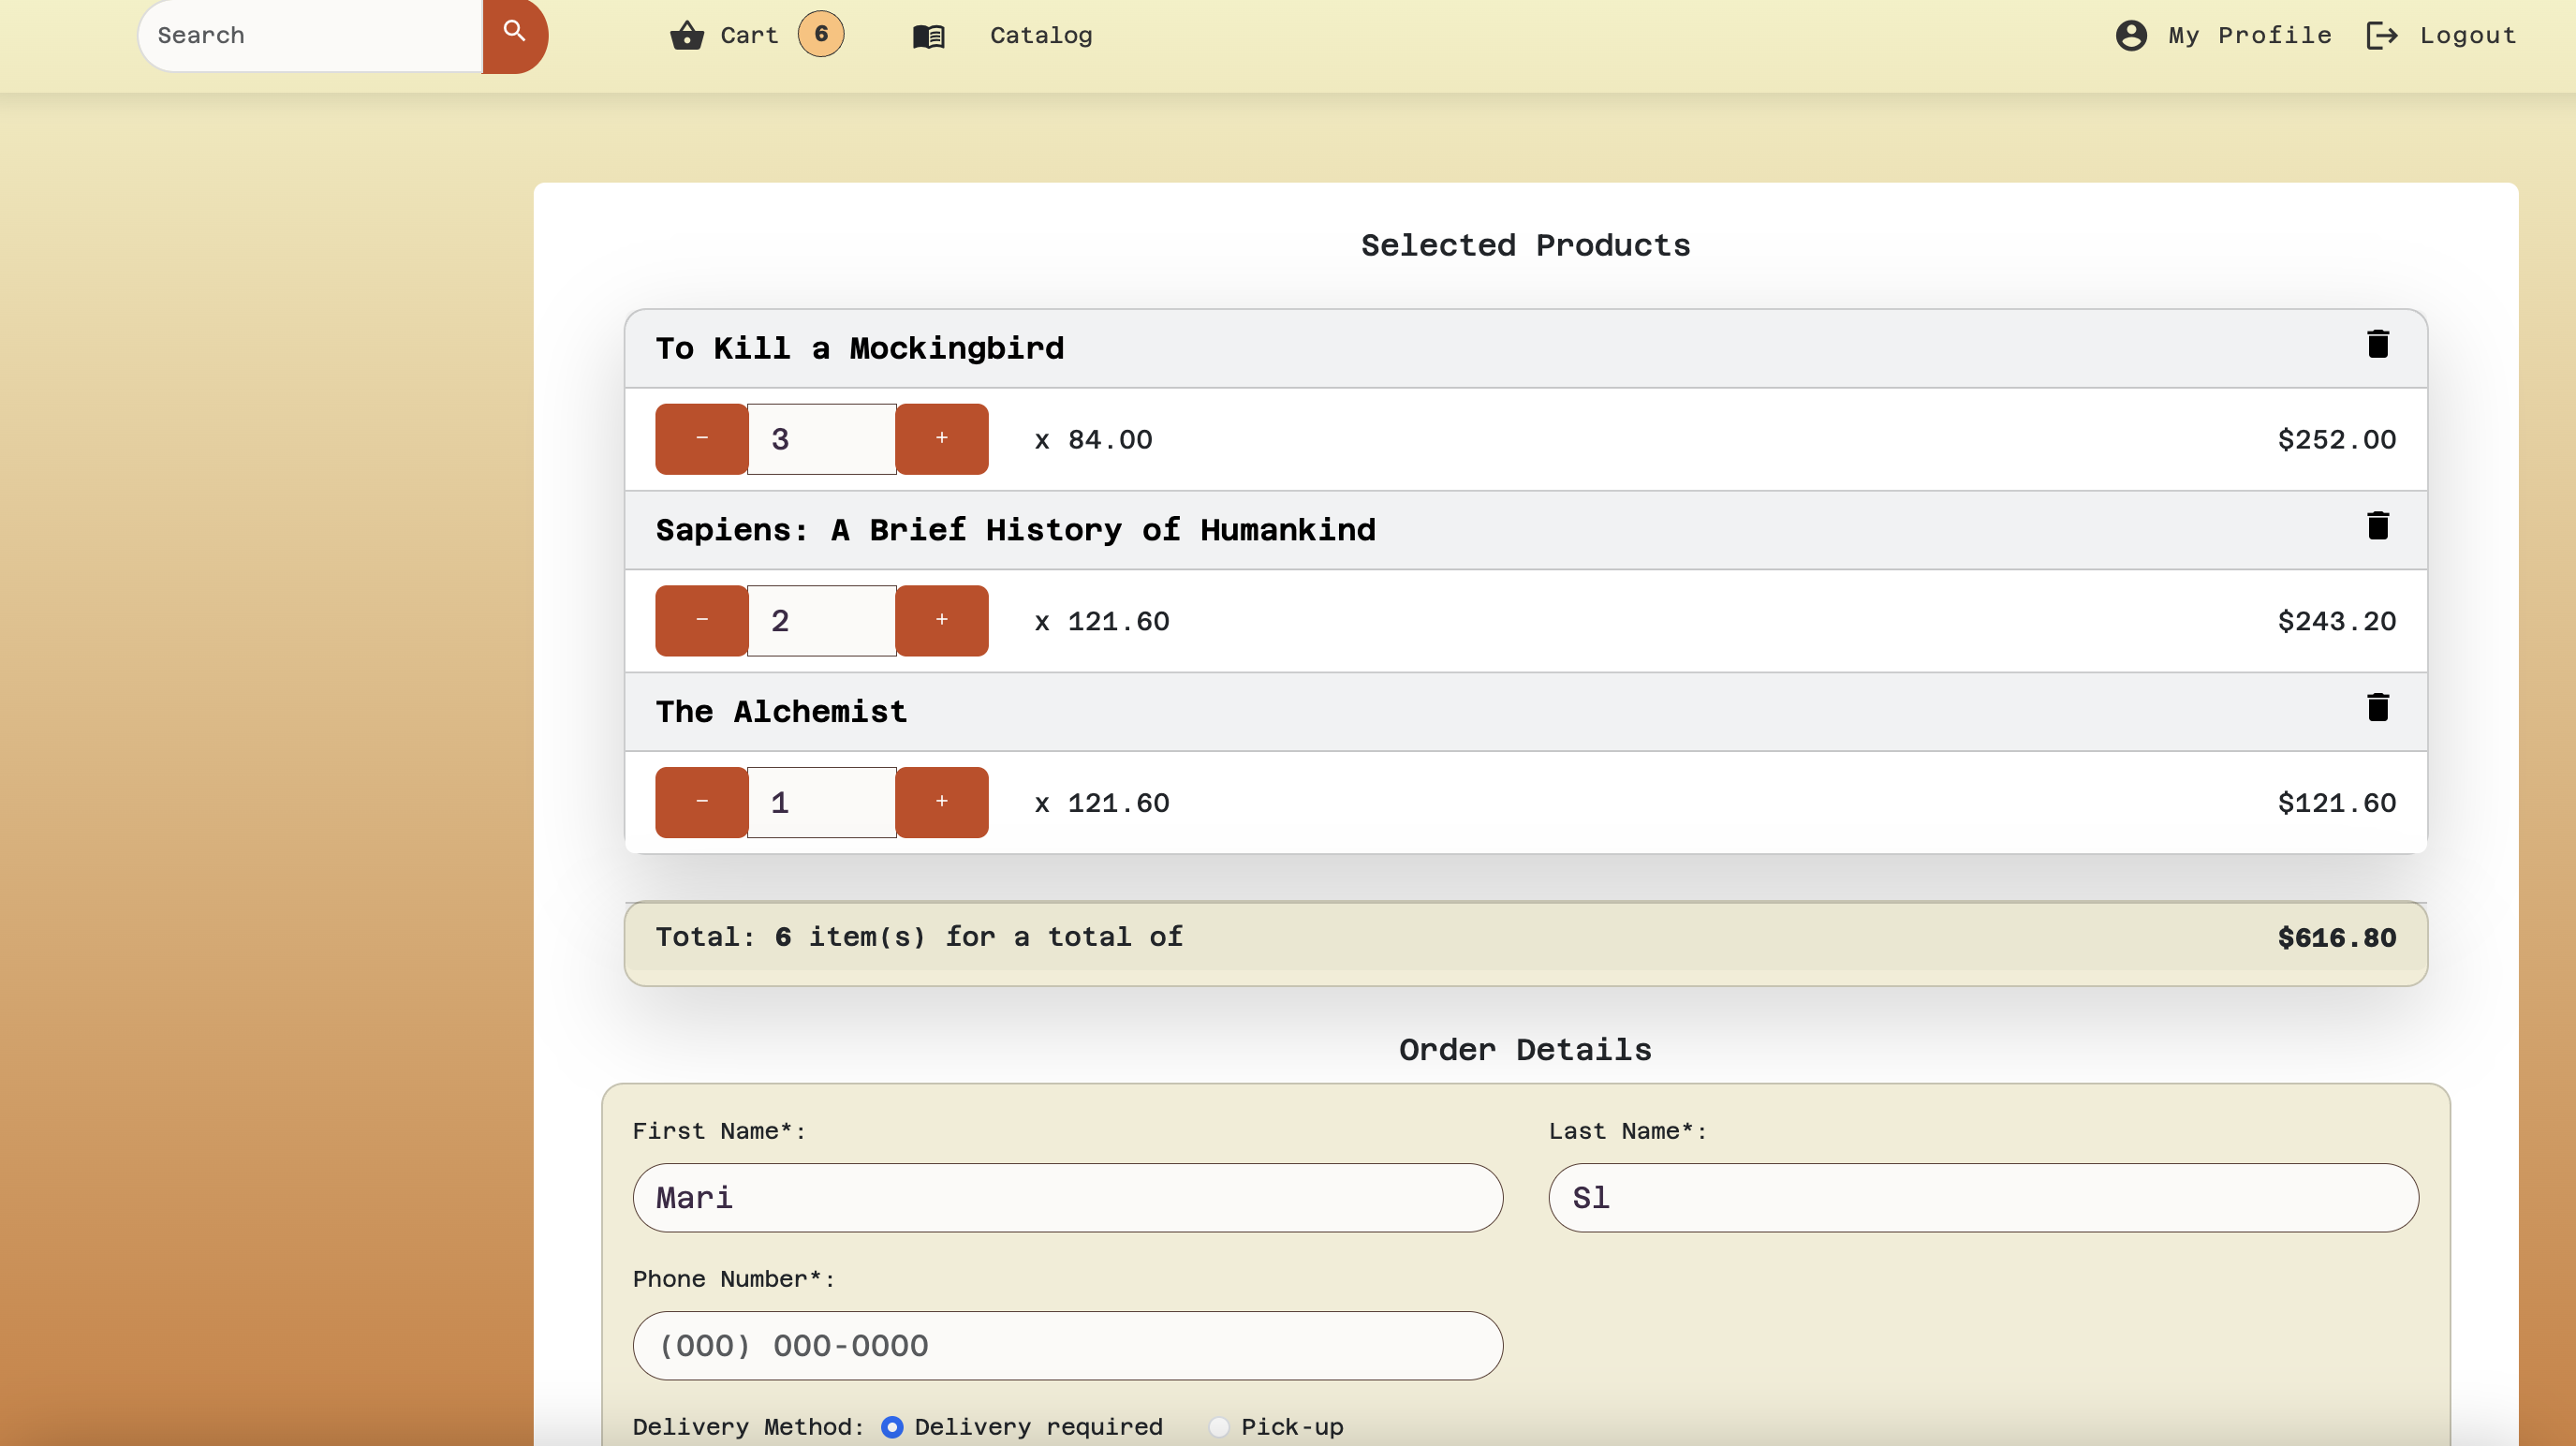 Search Cart 6 Catalog My Profile Logout
Selected Products
To Kill a Mockingbird
− 3 + x 84.00 $252.00
Sapiens: A Brief History of Humankind
− 2 + x 121.60 $243.20
The Alchemist
− 1 + x 121.60 $121.60
Total: 6 item(s) for a total of $616.80
Order Details
First Name*: Last Name*:
Mari Sl
Phone Number*:
(000) 000-0000
Delivery Method: Delivery required Pick-up